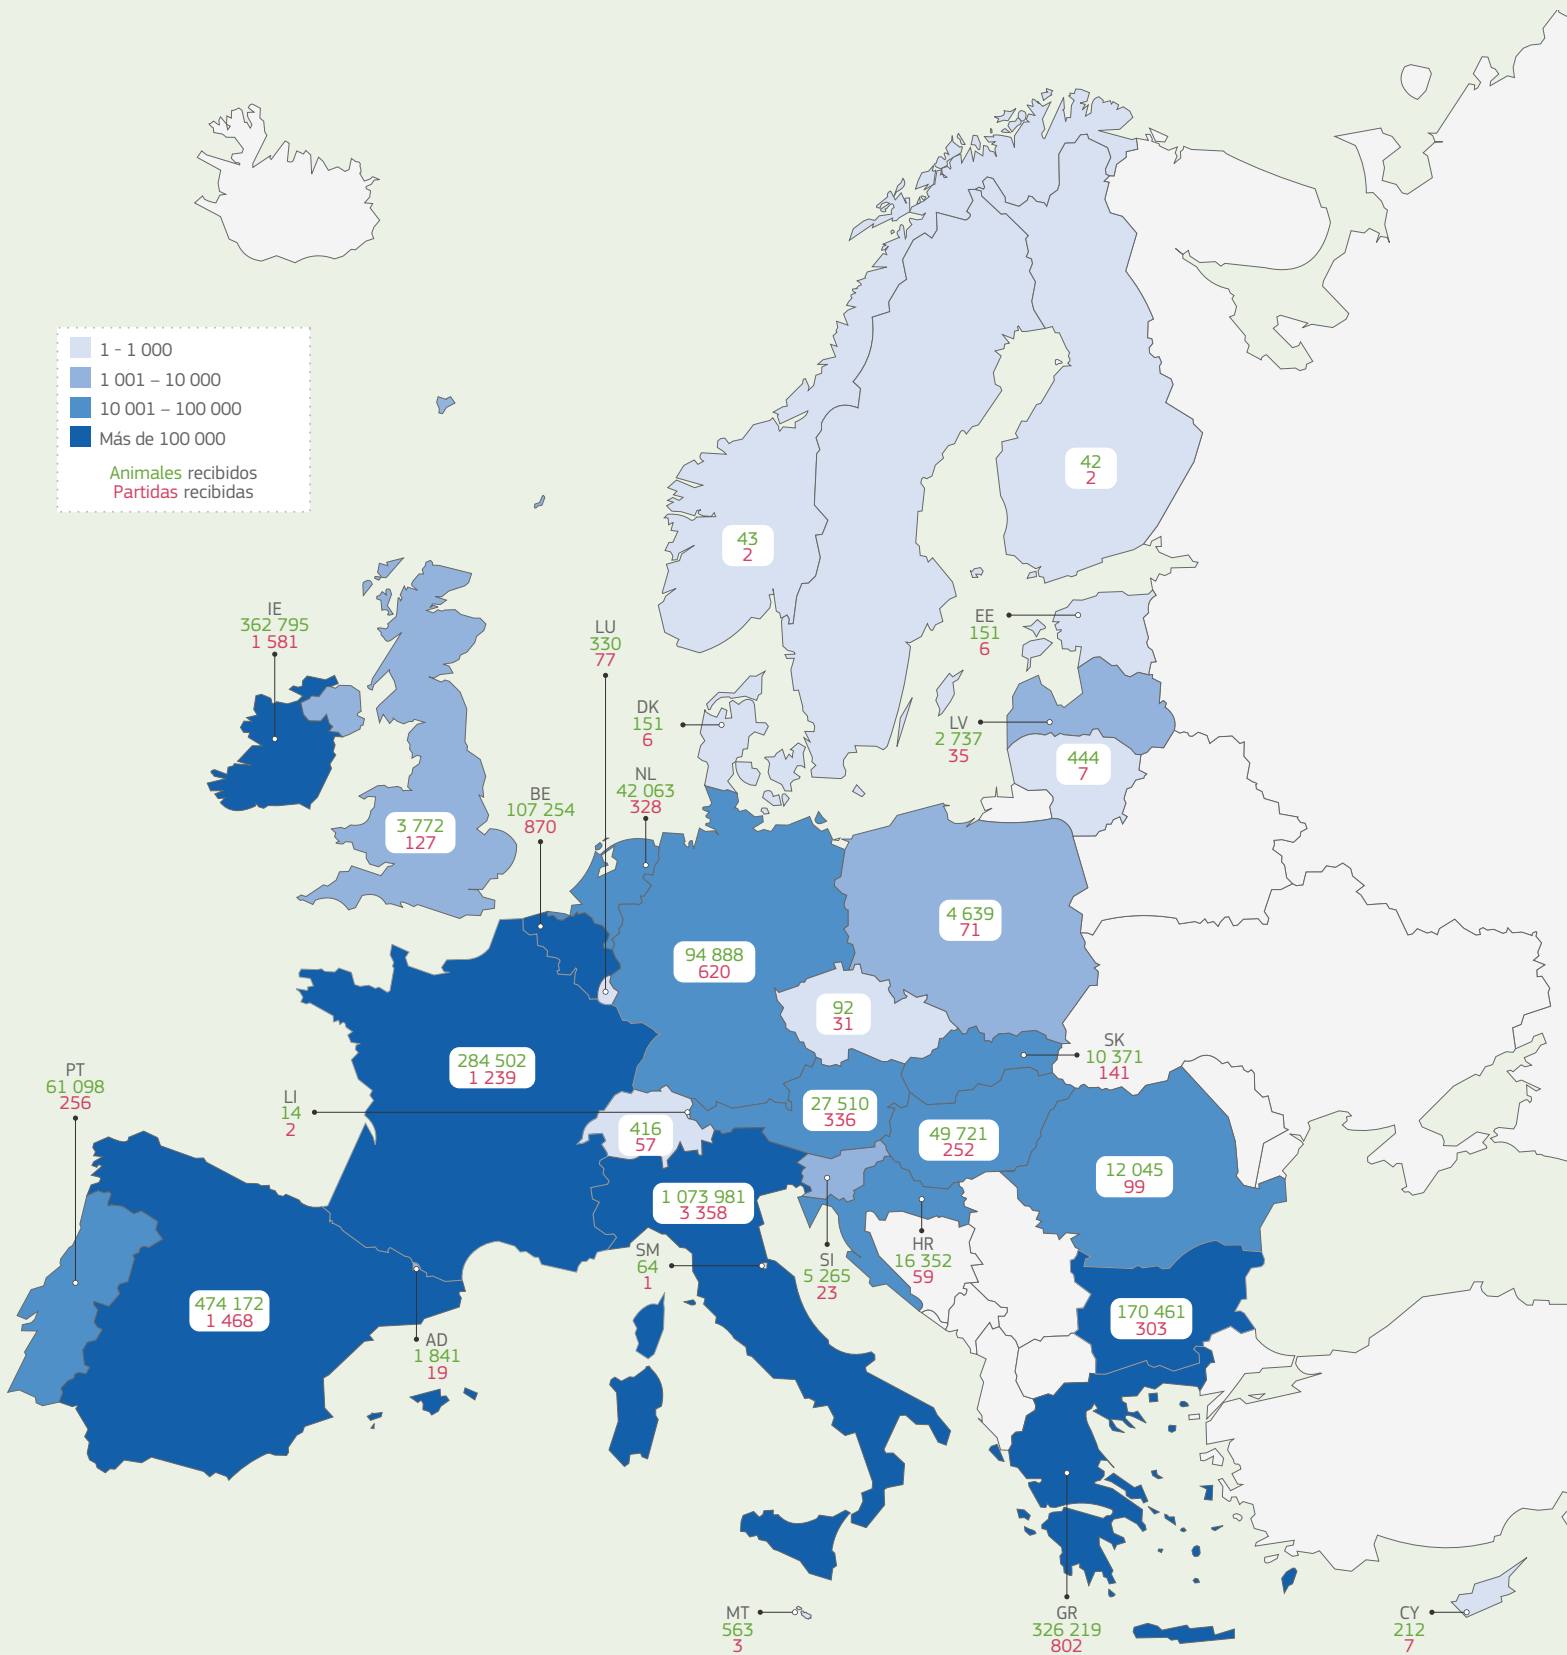 1 - 1 000
1 001 – 10 000
10 001 – 100 000
Más de 100 000
Animales recibidos
Partidas recibidas
42
2
43
2
IE
362 795
1 581
LU
330
77
EE
151
6
DK
151
6
LV
2 737
35
444
7
NL
42 063
328
BE
107 254
870
3 772
127
4 639
71
94 888
620
92
31
SK
10 371
141
284 502
1 239
PT
61 098
256
LI
14
2
27 510
336
416
57
49 721
252
12 045
99
1 073 981
3 358
SM
64
1
SI
5 265
23
HR
16 352
59
474 172
1 468
170 461
303
AD
1 841
19
MT
563
3
GR
326 219
802
CY
212
7